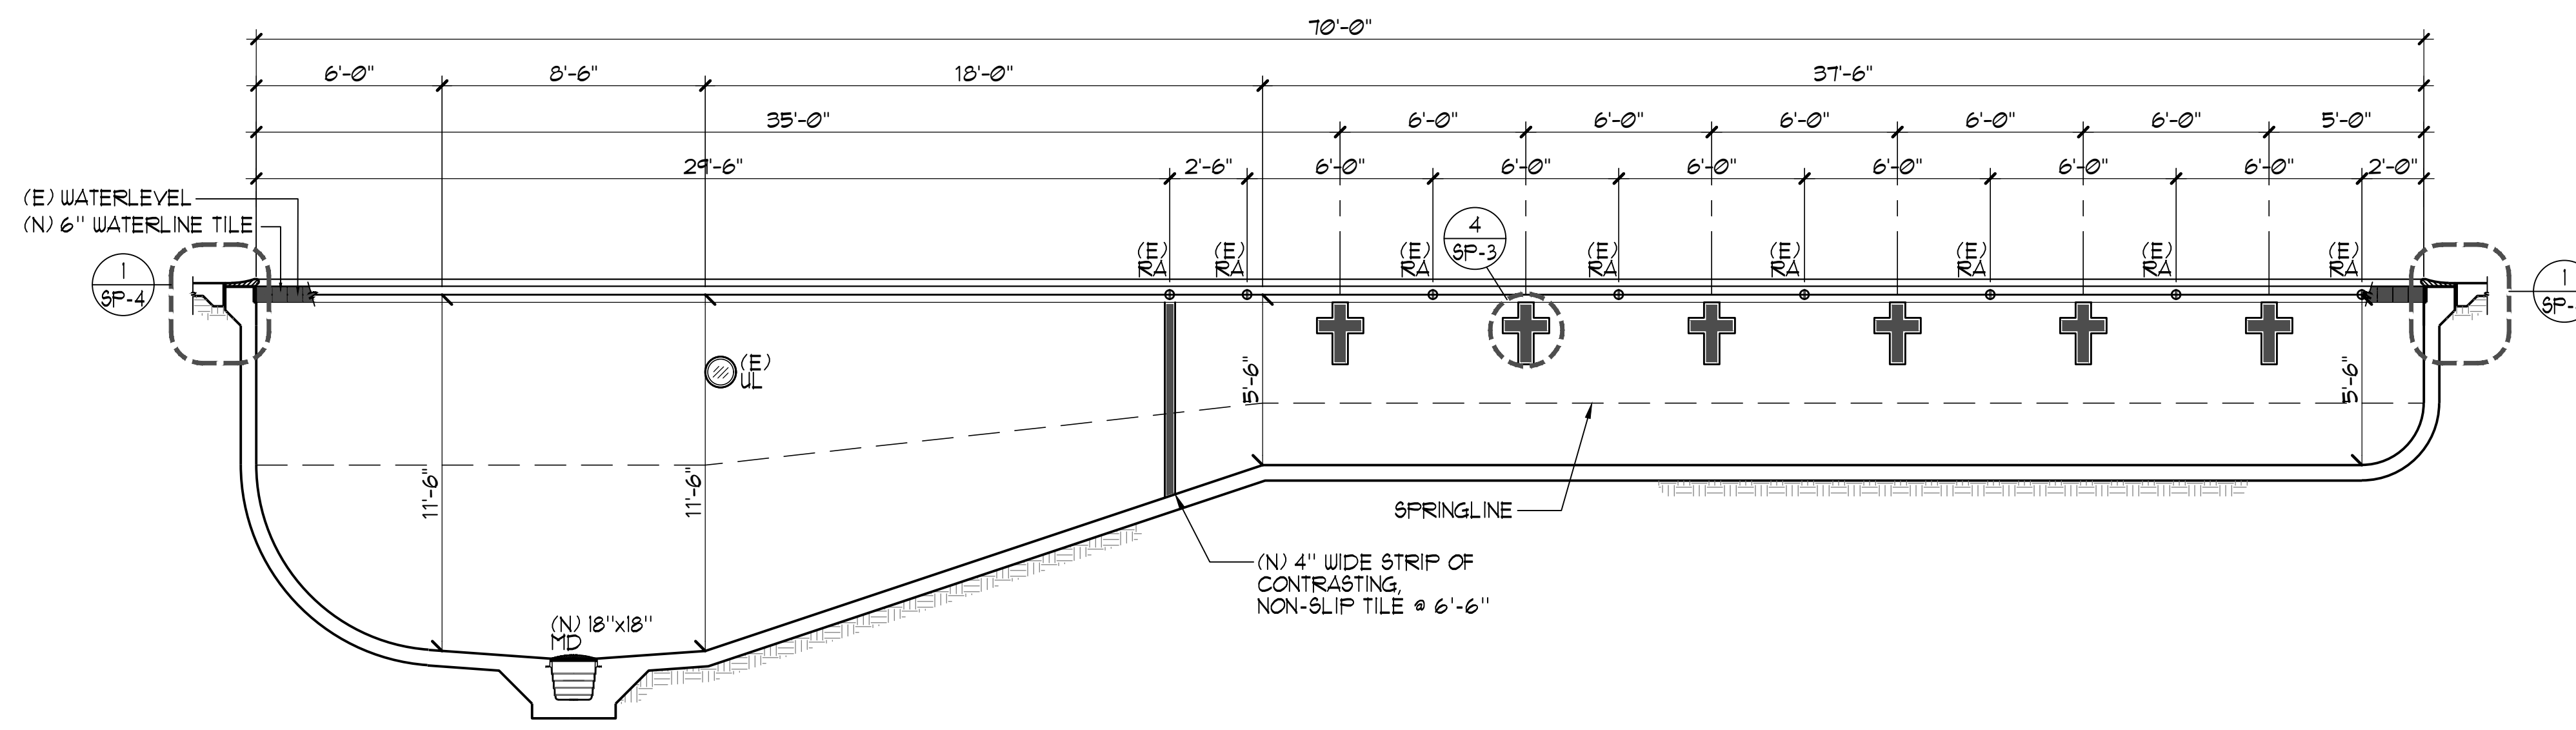 70'-0"
6'-0" 8'-6" 18'-0" 37'-6"
35'-0" 6'-0" 6'-0" 6'-0" 6'-0" 6'-0" 5'-0"
29'-6" 2'-6" 6'-0" 6'-0" 6'-0" 6'-0" 6'-0" 6'-0" 2'-0"
(E) WATERLEVEL
(N) 6" WATERLINE TILE
1
SP-4
(E)
RA
(E)
RA
(E)
RA
4
SP-3
(E)
RA
(E)
RA
(E)
RA
(E)
RA
(E)
RA
1
(E)
UL
5'-6"
5'-6"
11'-6"
11'-6"
SPRINGLINE
(N) 4" WIDE STRIP OF
CONTRASTING,
NON-SLIP TILE @ 6'-6"
(N) 18"x18"
MD